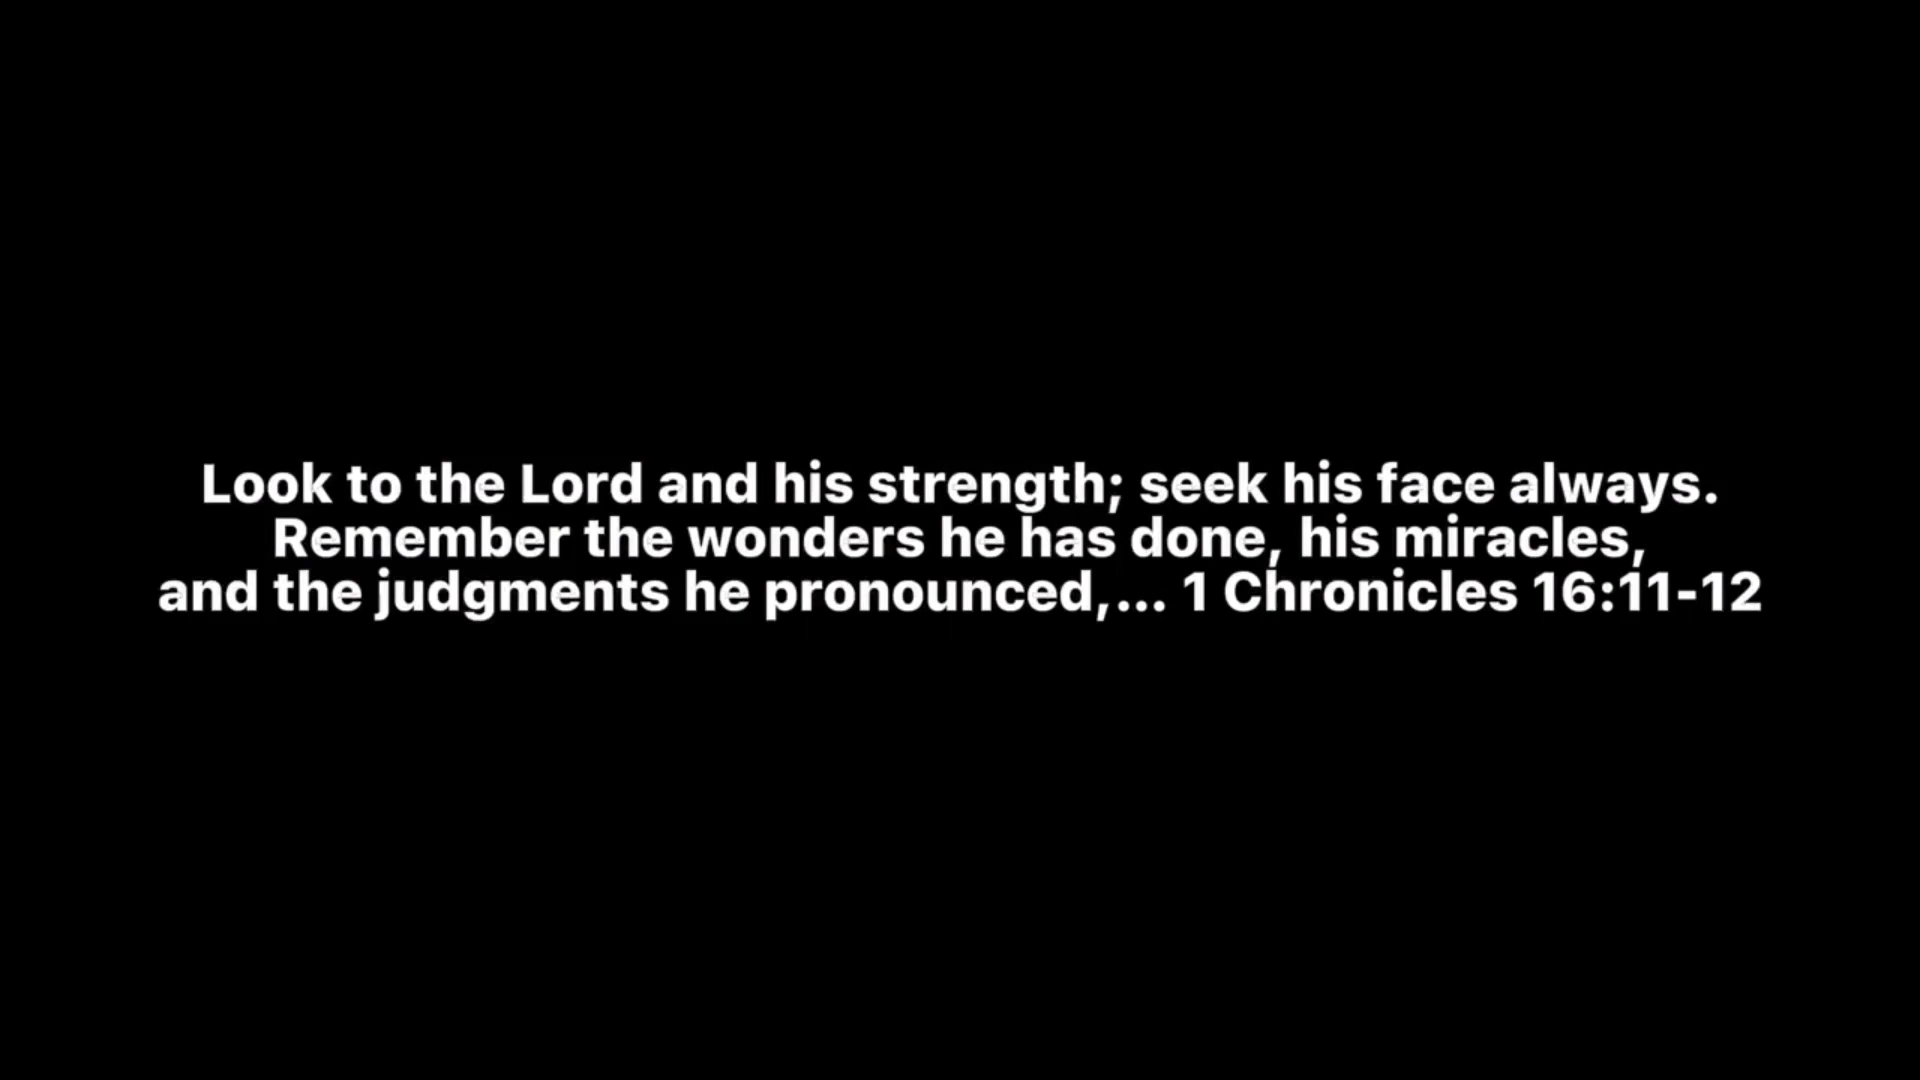 Look to the Lord and his strength; seek his face always.
Remember the wonders he has done, his miracles,
and the judgments he pronounced,... 1 Chronicles 16:11-12